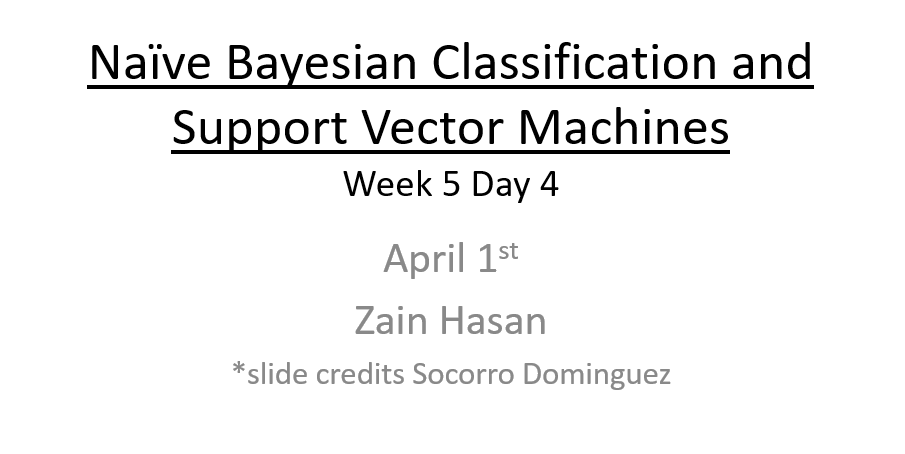 Naïve Bayesian Classification and
Support Vector Machines
Week 5 Day 4
April 1st
Zain Hasan
*slide credits Socorro Dominguez